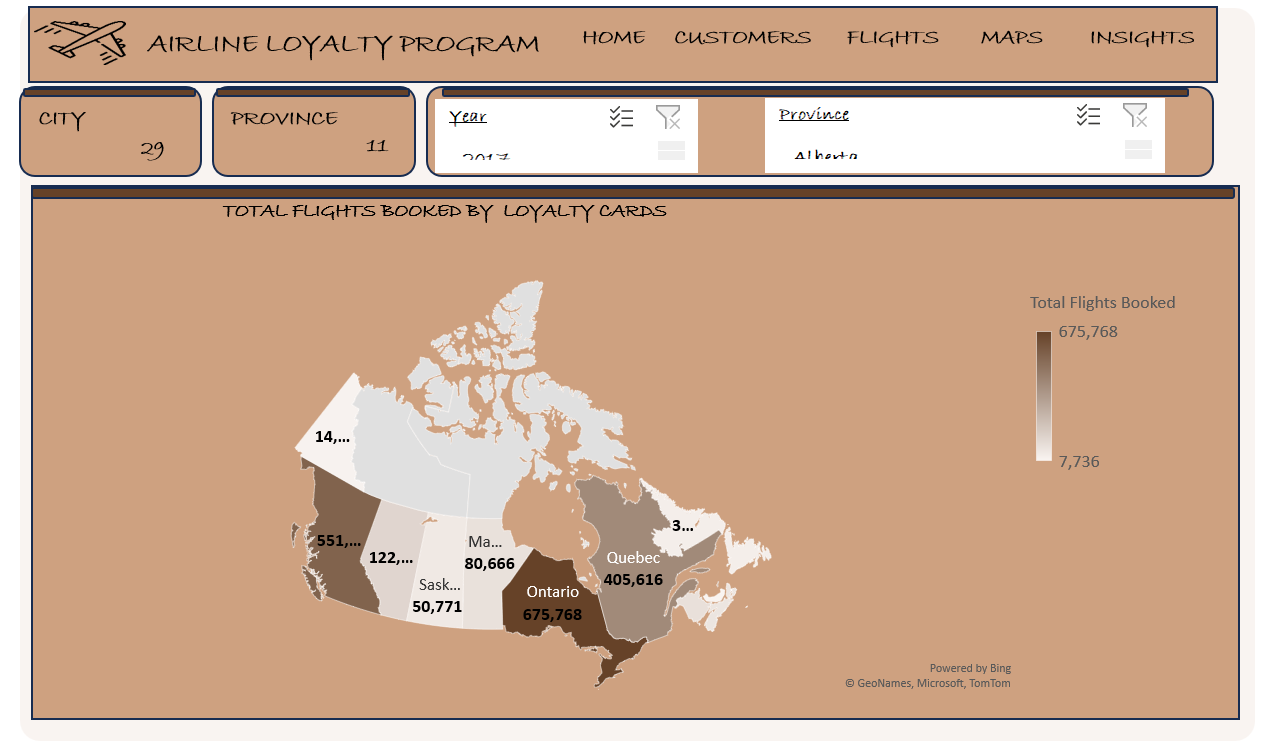 AIRLINE LOYALTY PROGRAM
HOME CUSTOMERS FLIGHTS MAPS INSIGHTS
CITY
29
PROVINCE
11
Year
2017
Province
Alberta
TOTAL FLIGHTS BOOKED BY LOYALTY CARDS
Total Flights Booked
675,768
7,736
14,...
551,...
122,...
Sask...
50,771
Ma...
80,666
Ontario
675,768
Quebec
405,616
3...
Powered by Bing
© GeoNames, Microsoft, TomTom